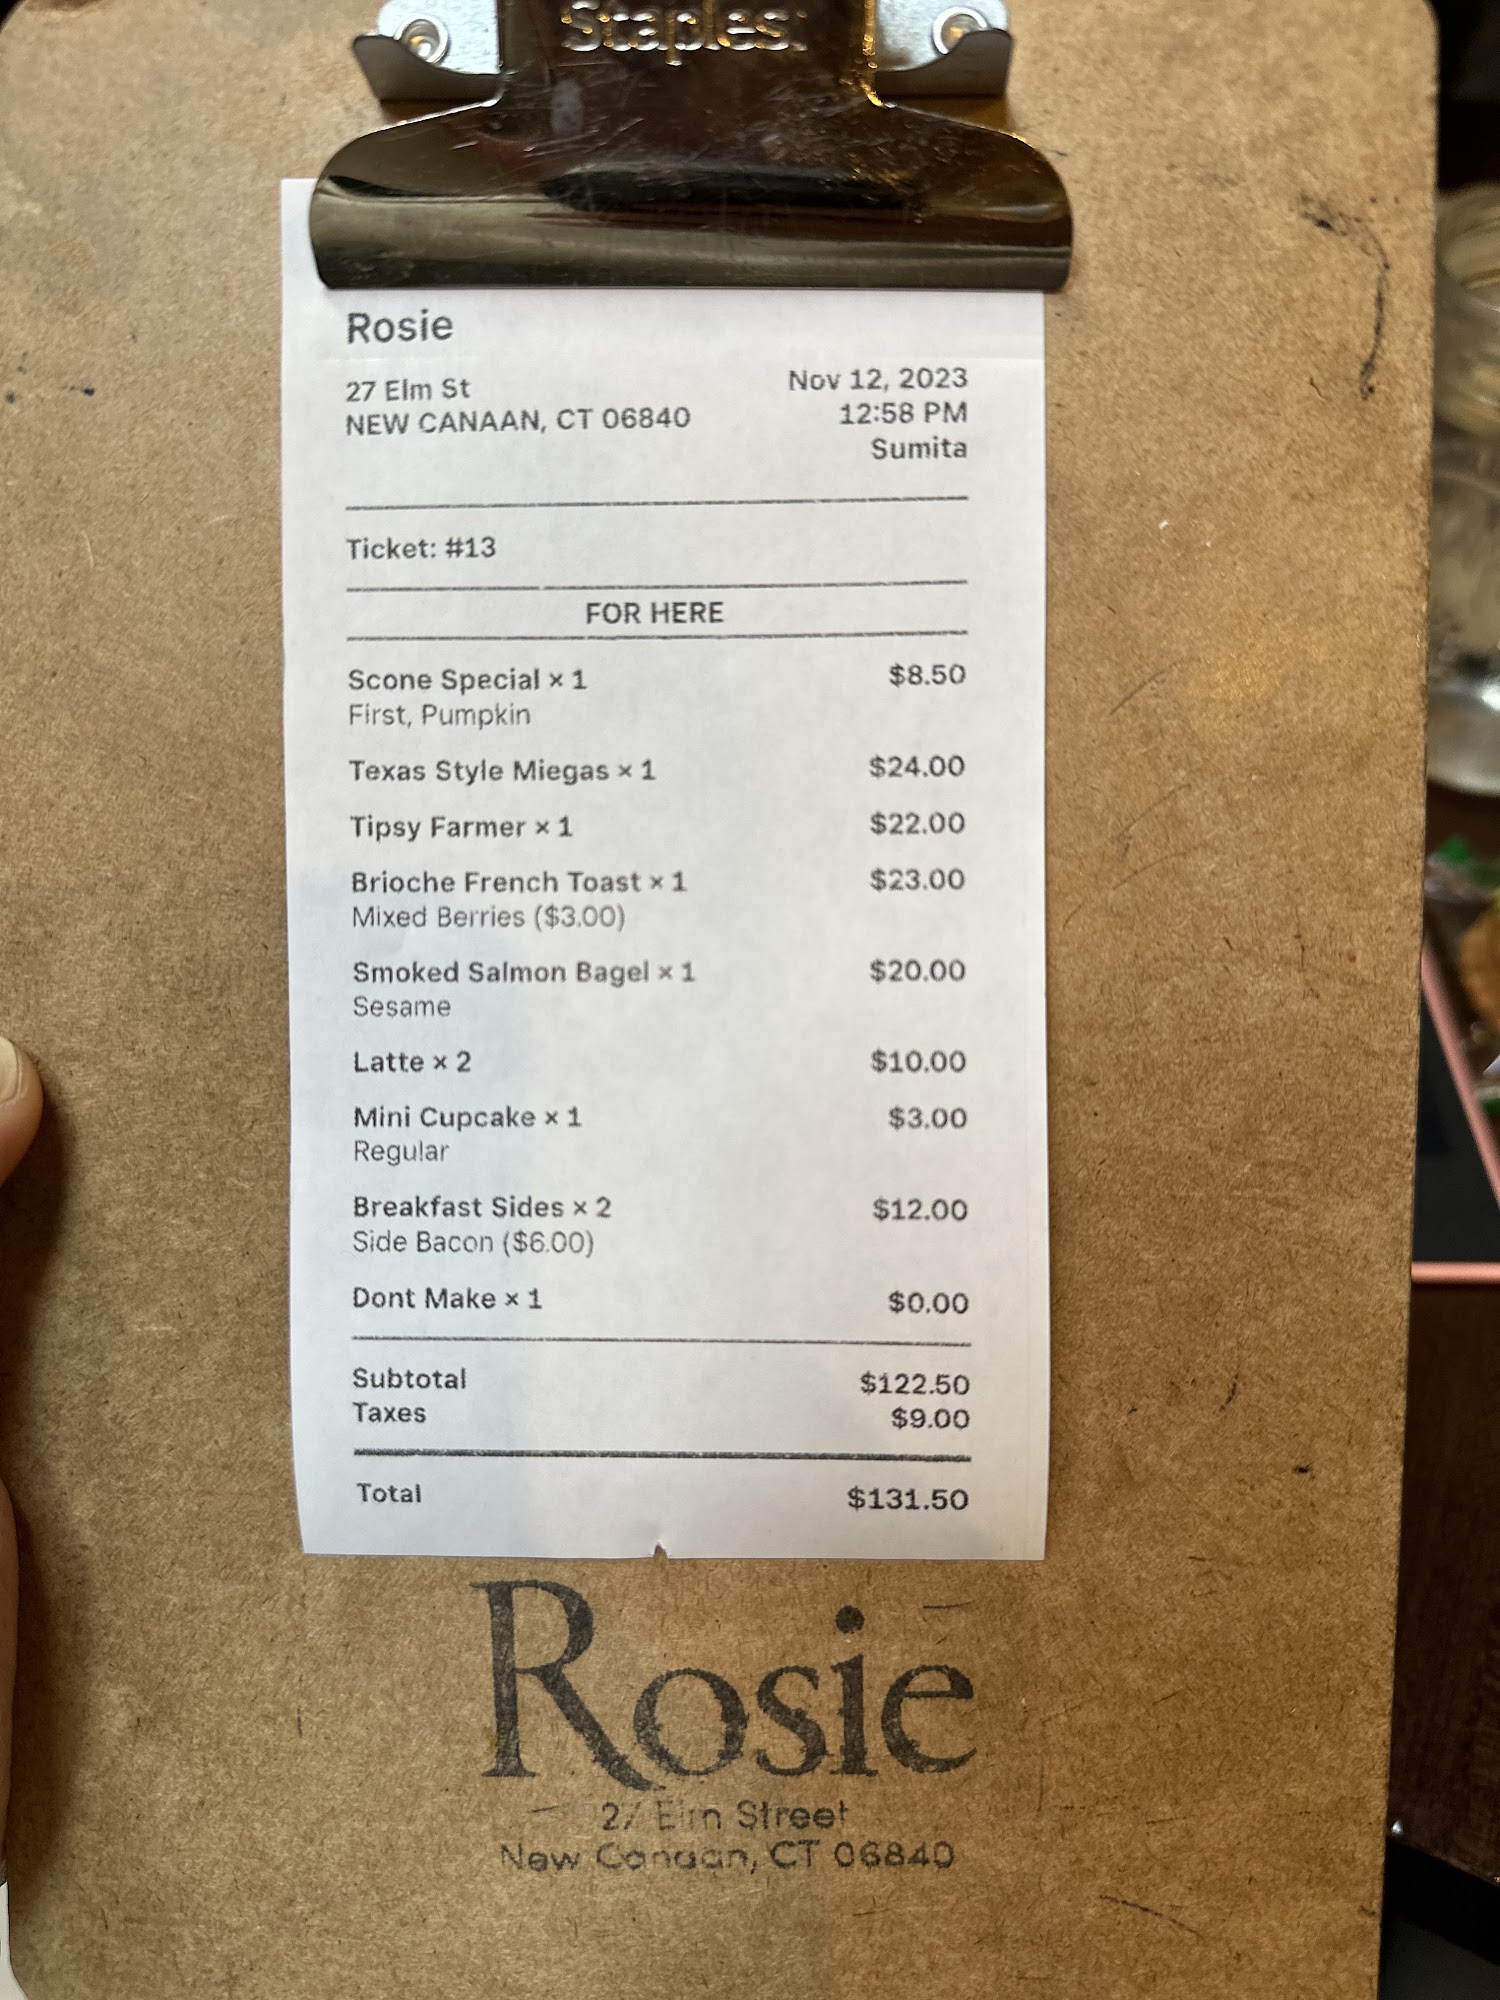 Staples
Rosie
27 Elm St
NEW CANAAN, CT 06840
Nov 12, 2023
12:58 PM
Sumita
Ticket: #13
FOR HERE
Scone Special × 1 $8.50
First, Pumpkin
Texas Style Miegas × 1 $24.00
Tipsy Farmer × 1 $22.00
Brioche French Toast × 1 $23.00
Mixed Berries ($3.00)
Smoked Salmon Bagel × 1 $20.00
Sesame
Latte × 2 $10.00
Mini Cupcake × 1 $3.00
Regular
Breakfast Sides × 2 $12.00
Side Bacon ($6.00)
Dont Make × 1 $0.00
Subtotal $122.50
Taxes $9.00
Total $131.50
Rosie
27 Elm Street
New Canaan, CT 06840